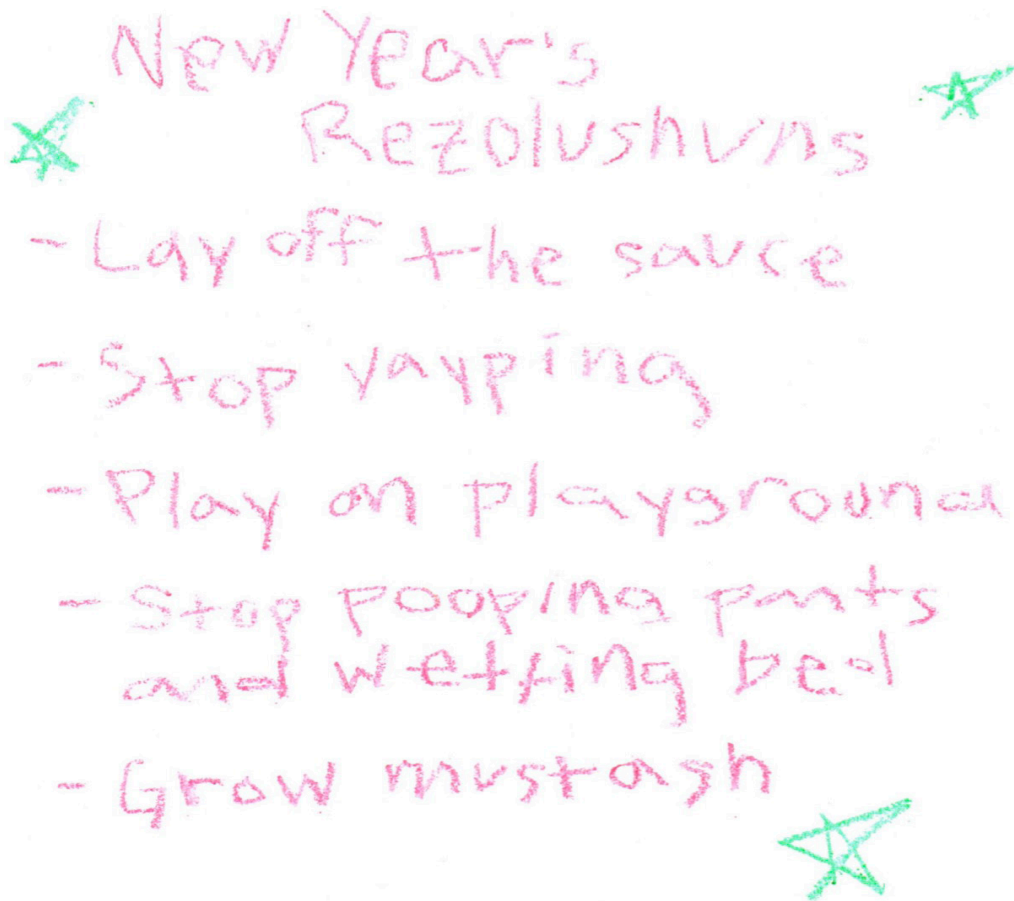 New Year's
Rezolushuns
- Lay off the sauce
- Stop vayping
- Play on playground
- Stop pooping pants
and wetting bed
- Grow mustash